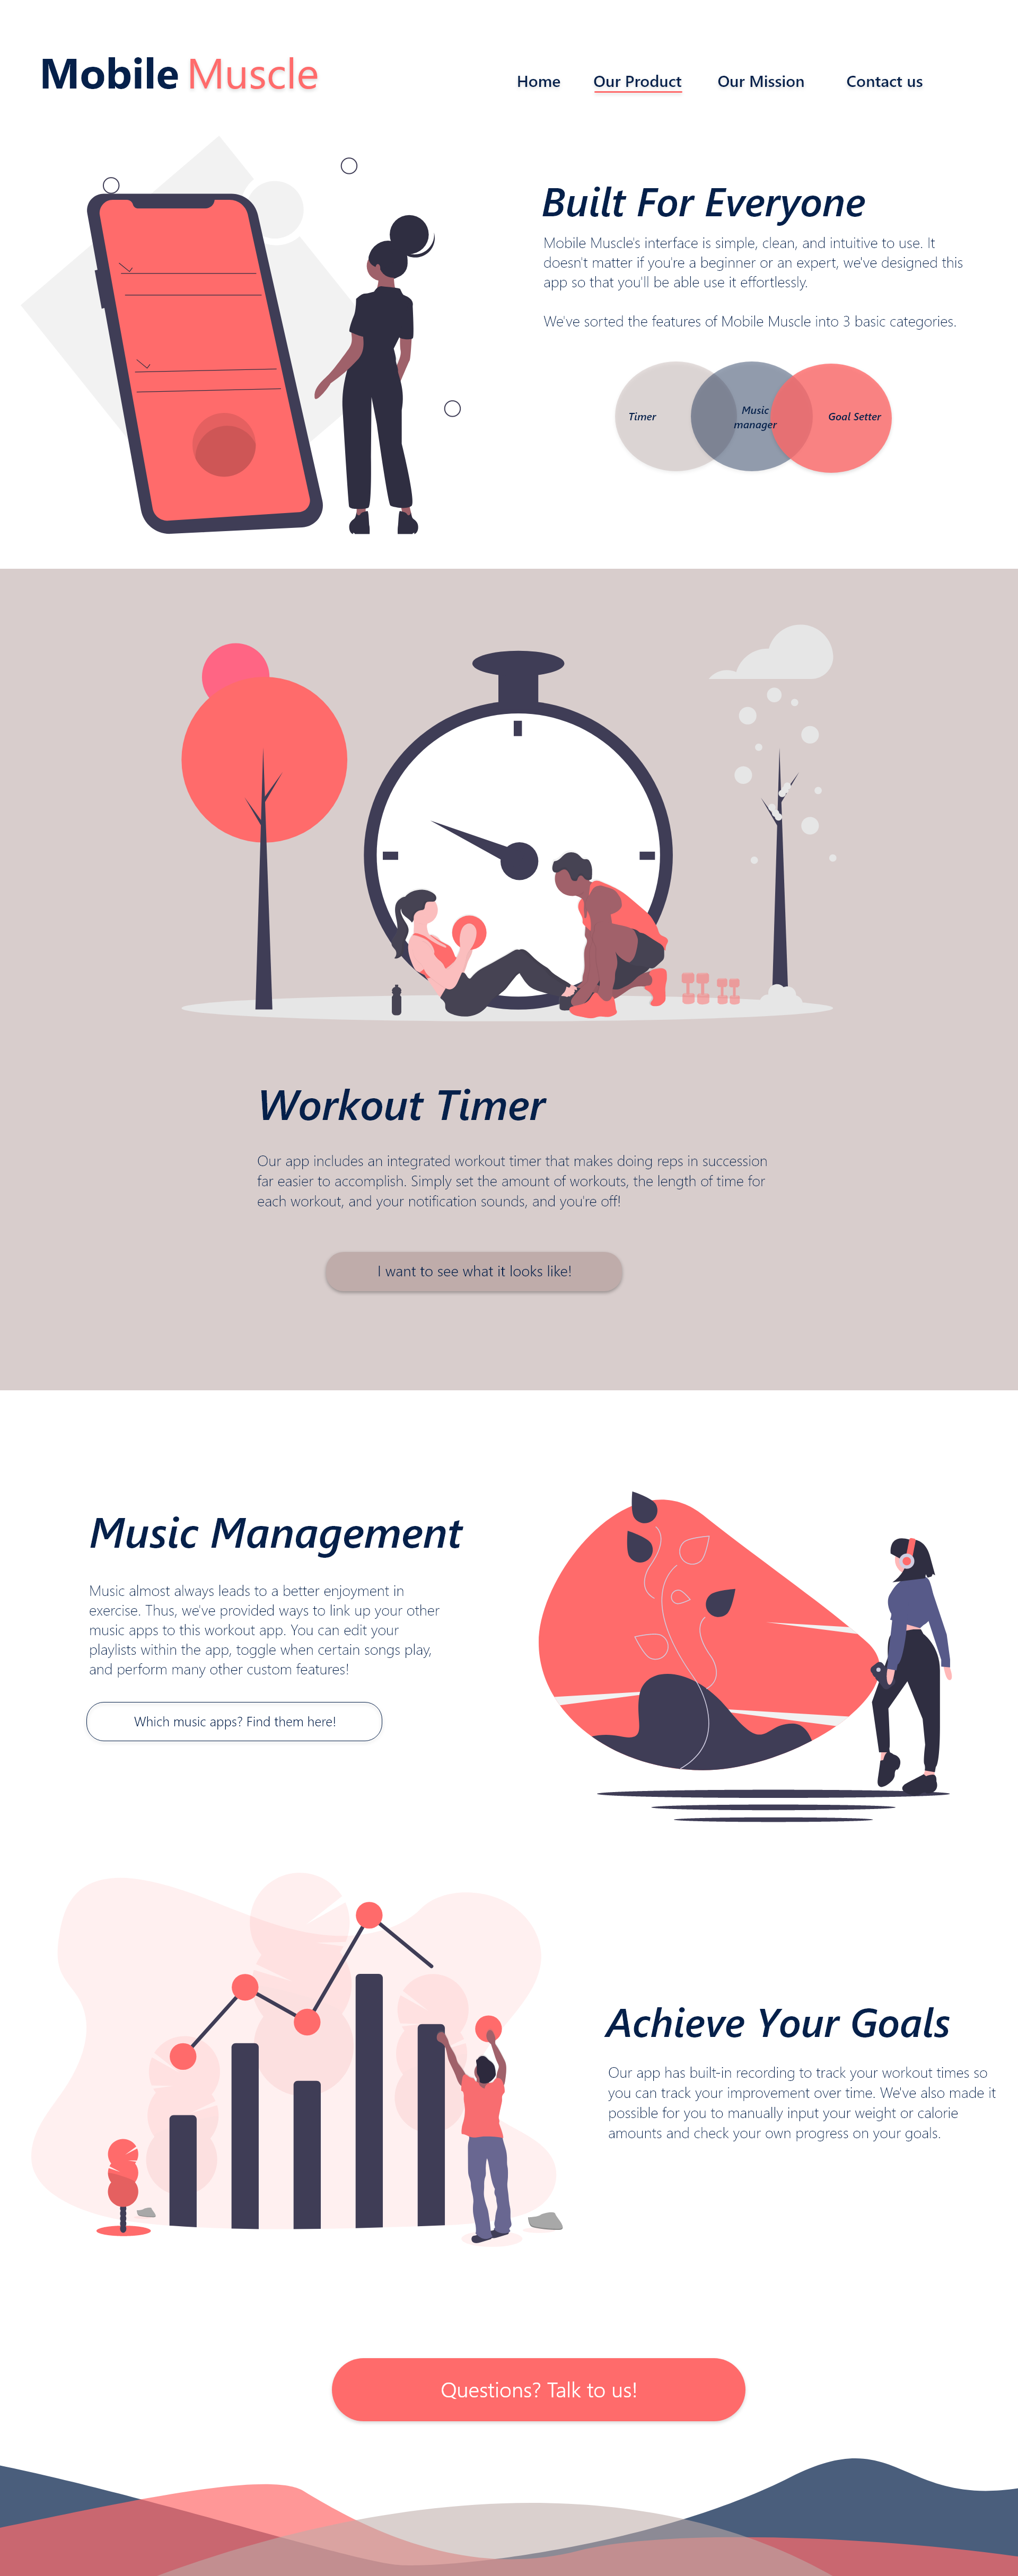 Mobile Muscle
Home Our Product Our Mission Contact us
Built For Everyone
Mobile Muscle's interface is simple, clean, and intuitive to use. It
doesn't matter if you're a beginner or an expert, we've designed this
app so that you'll be able use it effortlessly.
We've sorted the features of Mobile Muscle into 3 basic categories.
Timer
Music
manager
Goal Setter
Workout Timer
Our app includes an integrated workout timer that makes doing reps in succession
far easier to accomplish. Simply set the amount of workouts, the length of time for
each workout, and your notification sounds, and you're off!
I want to see what it looks like!
Music Management
Music almost always leads to a better enjoyment in
exercise. Thus, we've provided ways to link up your other
music apps to this workout app. You can edit your
playlists within the app, toggle when certain songs play,
and perform many other custom features!
Which music apps? Find them here!
Achieve Your Goals
Our app has built-in recording to track your workout times so
you can track your improvement over time. We've also made it
possible for you to manually input your weight or calorie
amounts and check your own progress on your goals.
Questions? Talk to us!